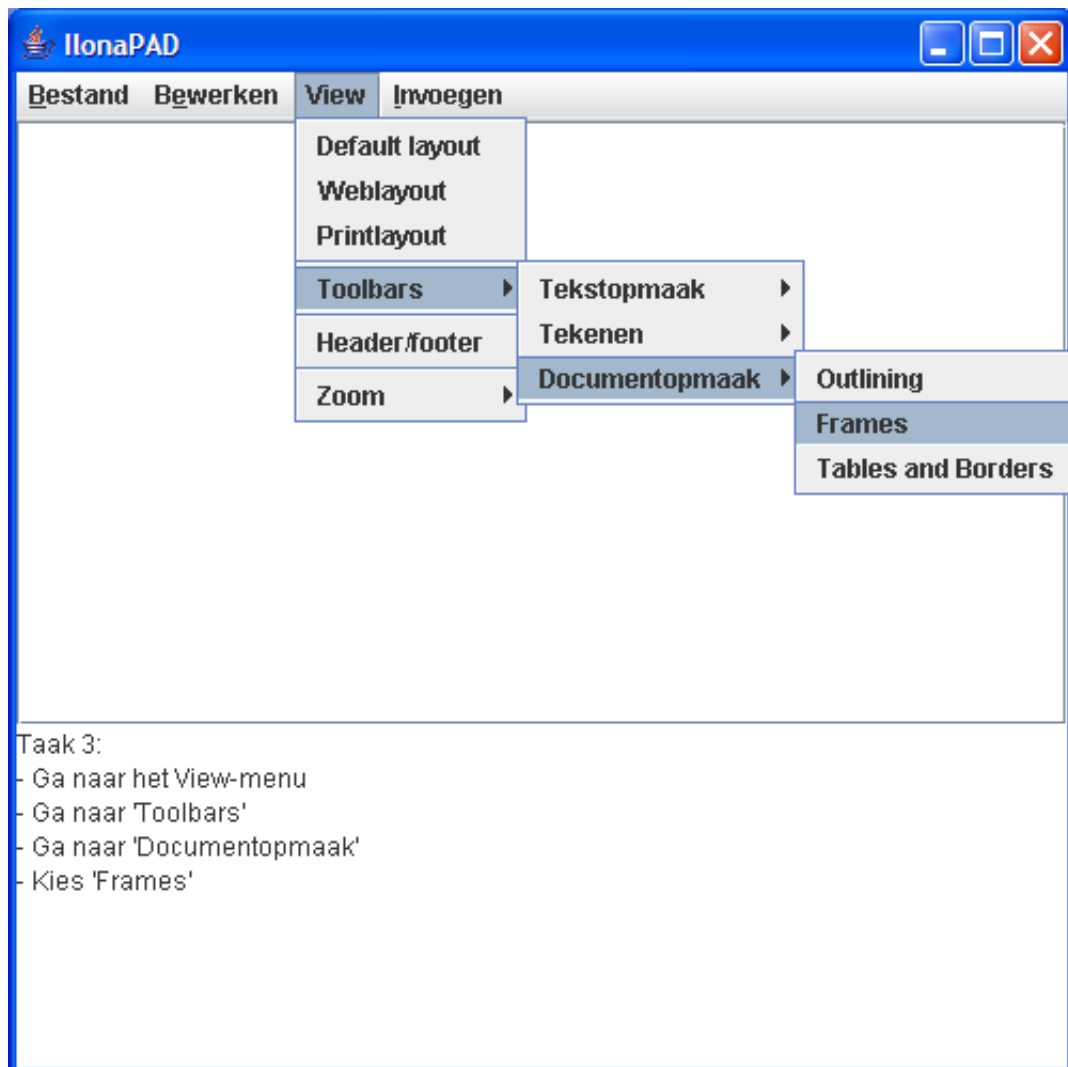 IlonaPAD
Bestand Bewerken View Invoegen
Default layout
Weblayout
Printlayout
Toolbars
Header/footer
Zoom
Tekstopmaak
Tekenen
Documentopmaak
Outlining
Frames
Tables and Borders
Taak 3:
- Ga naar het View-menu
- Ga naar 'Toolbars'
- Ga naar 'Documentopmaak'
- Kies 'Frames'